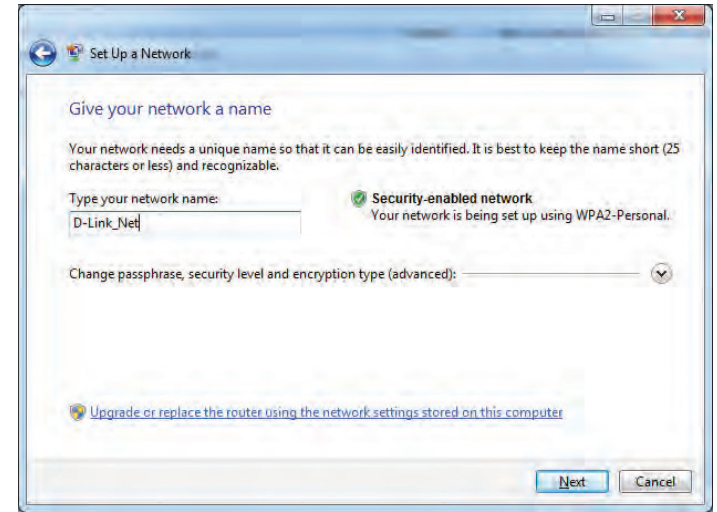 Set Up a Network
Give your network a name
Your network needs a unique name so that it can be easily identified. It is best to keep the name short (25
characters or less) and recognizable.
Type your network name:
D-Link_Net
Security-enabled network
Your network is being set up using WPA2-Personal.
Change passphrase, security level and encryption type (advanced):
Upgrade or replace the router using the network settings stored on this computer
Next
Cancel